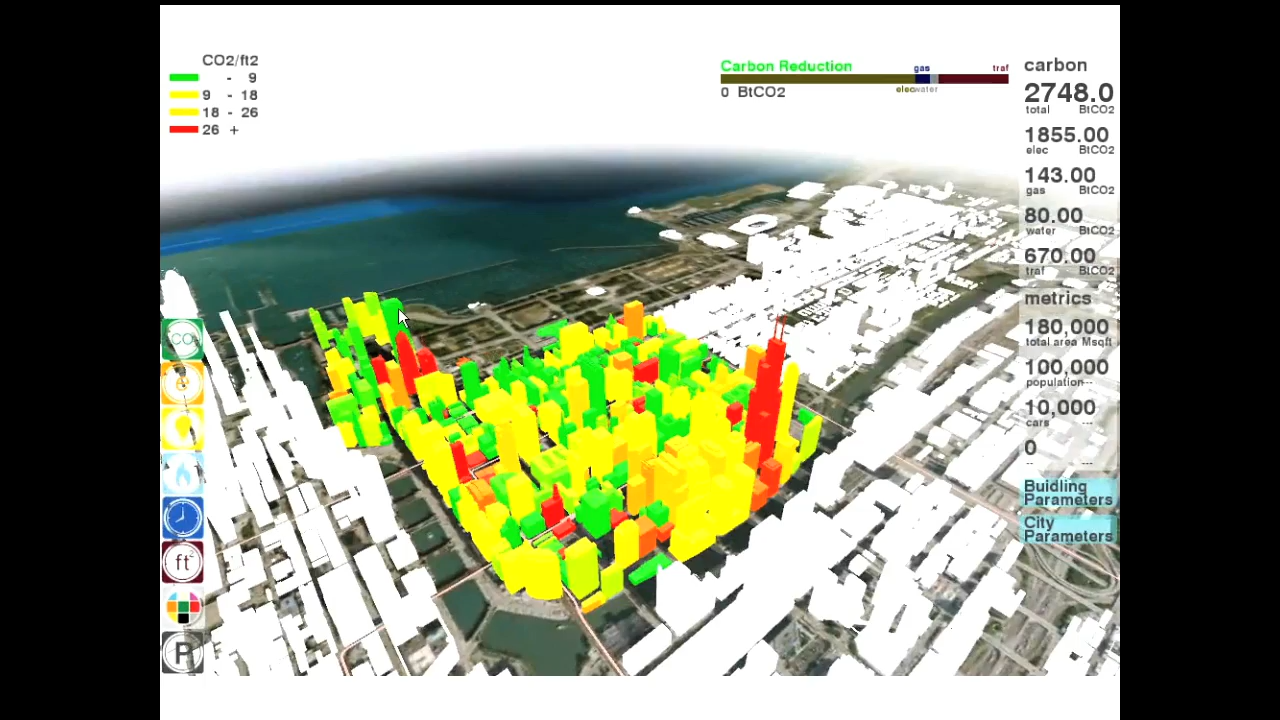 CO2/ft2
- 9
9 - 18
18 - 26
26 +
Carbon Reduction
gas
traf
elec
water
0 BtCO2
carbon
2748.0
total BtCO2
1855.00
elec BtCO2
143.00
gas BtCO2
80.00
water BtCO2
670.00
traf BtCO2
metrics
180,000
total area Msqft
100,000
population---
10,000
cars ---
0
-- ---
Buidling
Parameters
City
Parameters
CO
e
ft²
P